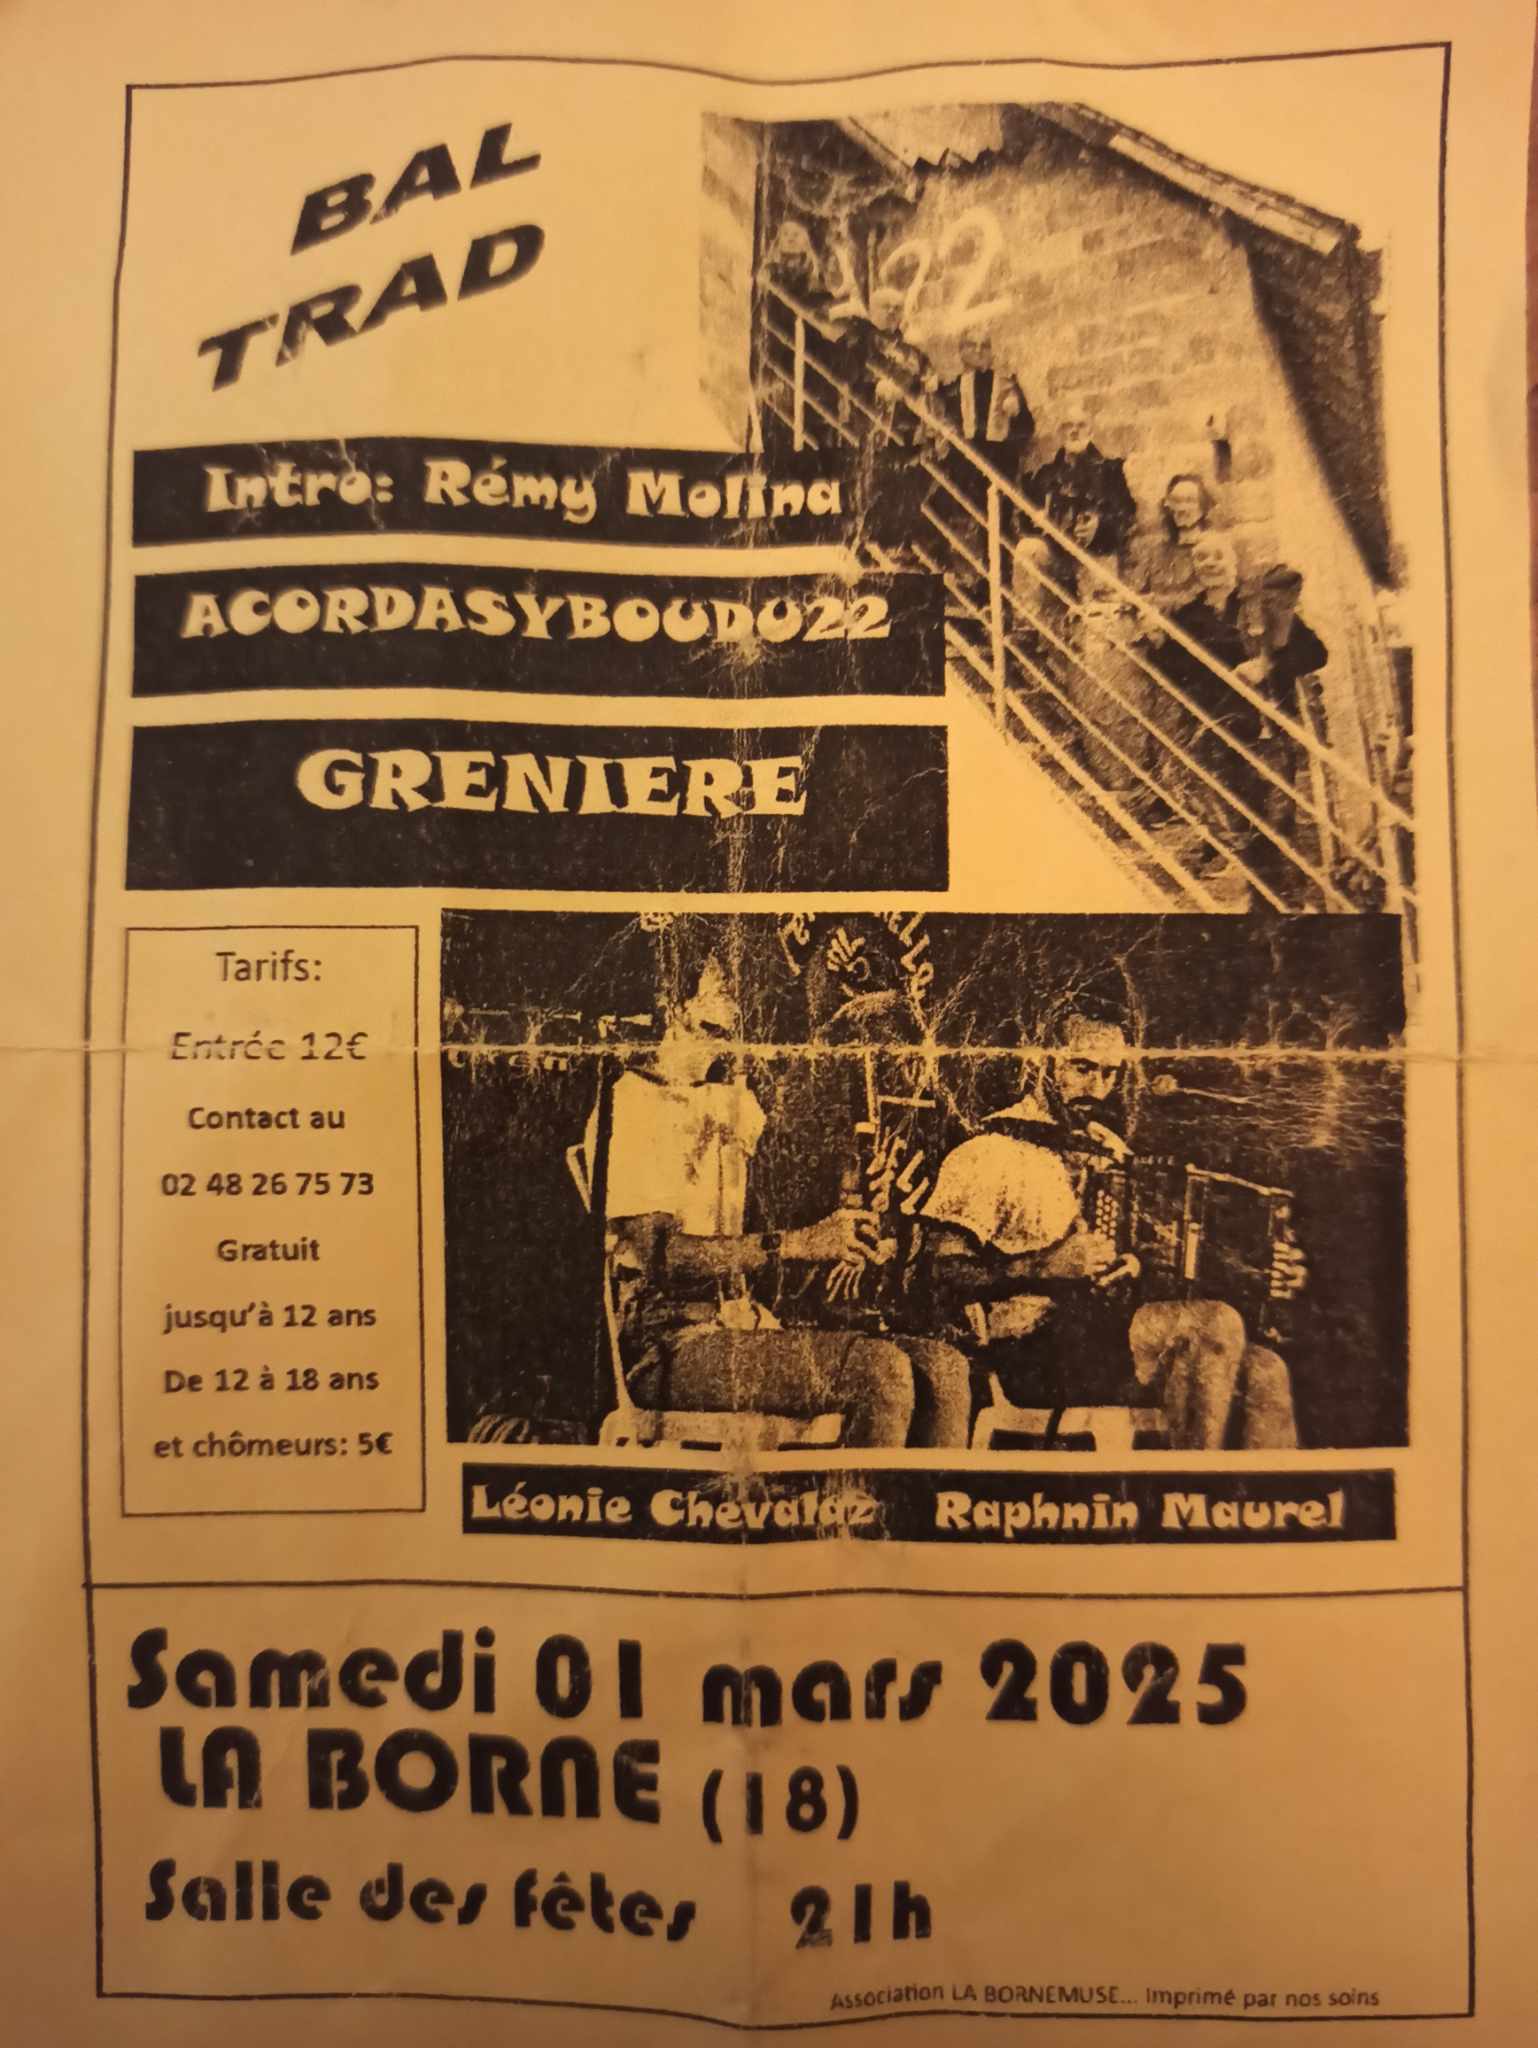 BAL
TRAD
122
Intro: Rémy Molina
ACORDASYBOUDU22
GRENIERE
Tarifs:
Entrée 12€
Contact au
02 48 26 75 73
Gratuit
jusqu'à 12 ans
De 12 à 18 ans
et chômeurs: 5€
Léonie Chevalaz Raphnin Maurel
Samedi 01 mars 2025
LA BORNE (18)
Salle des fêtes 21h
Association LA BORNEMUSE... Imprimé par nos soins